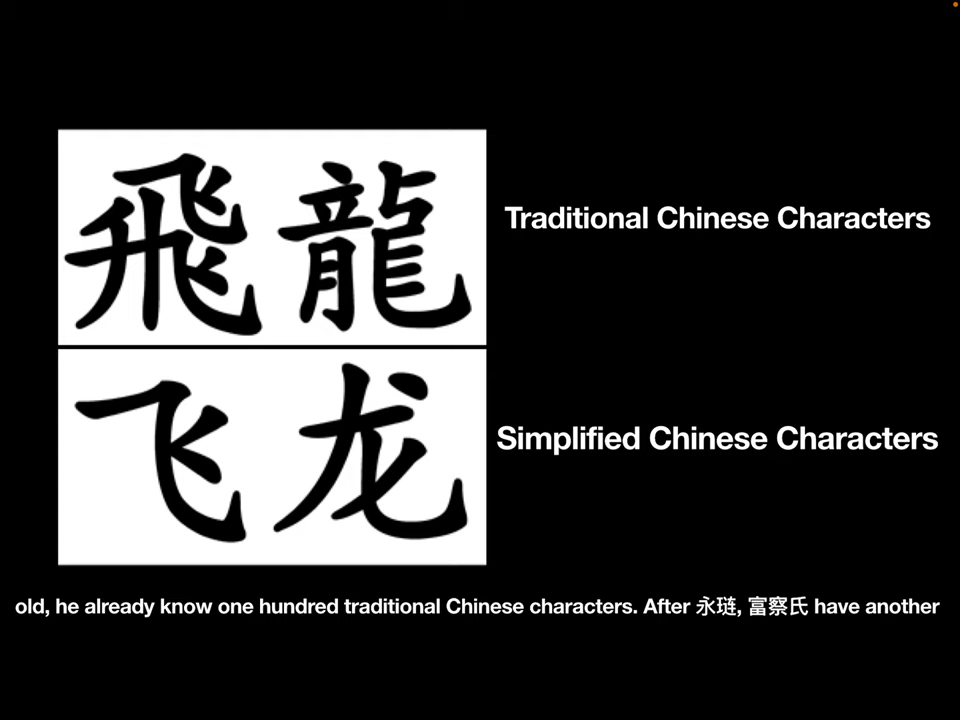 飛龍
Traditional Chinese Characters
飞龙
Simplified Chinese Characters
old, he already know one hundred traditional Chinese characters. After 永琏, 富察氏 have another